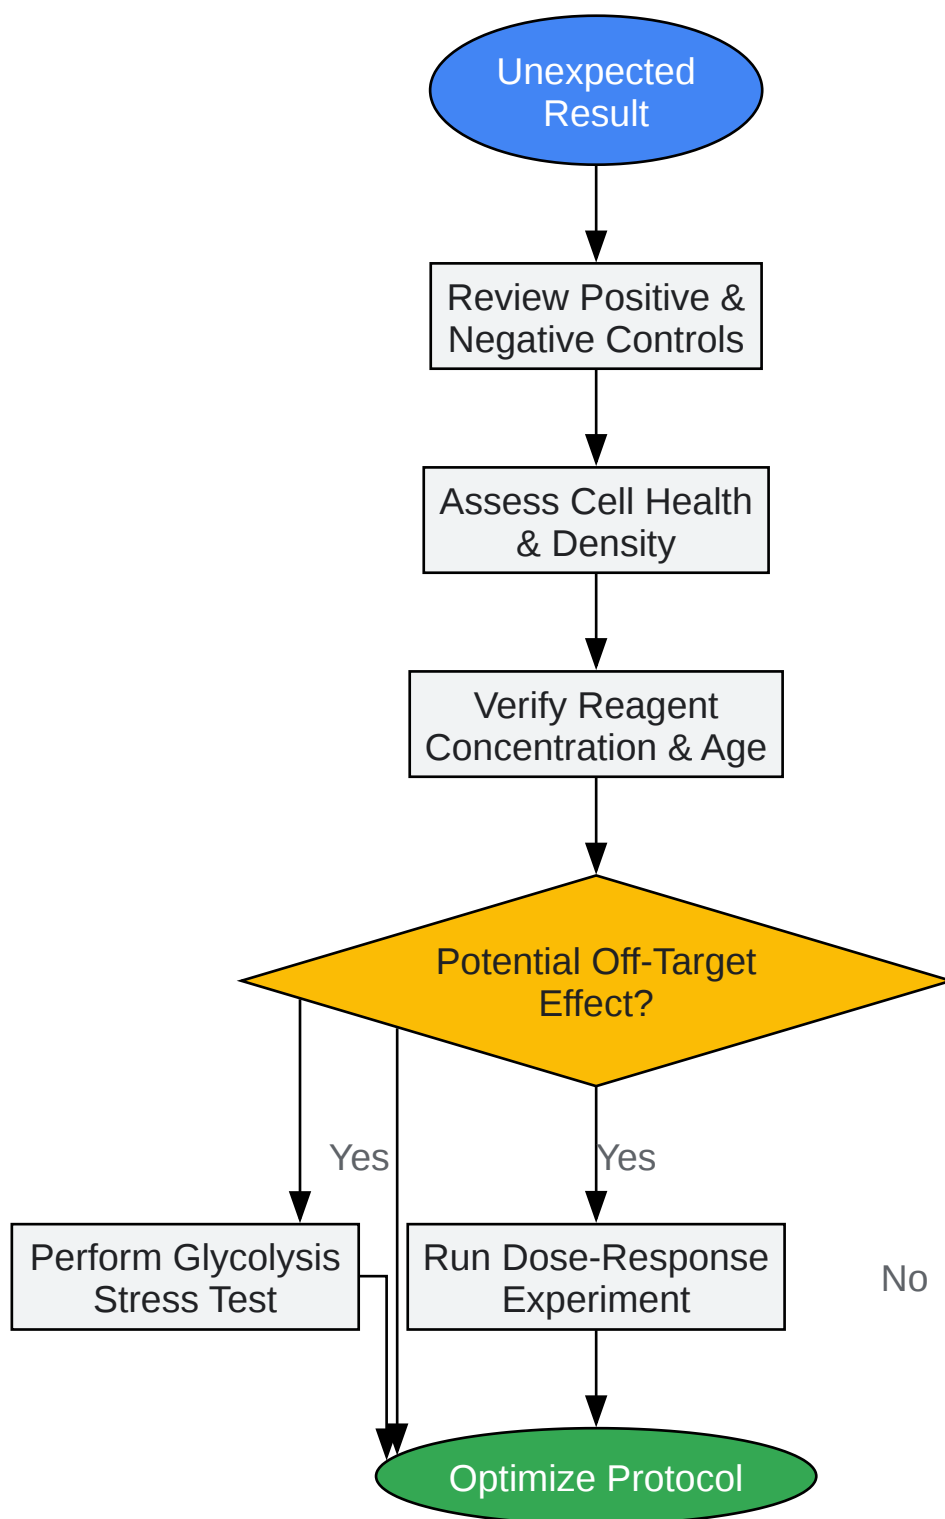 Unexpected
Result
Review Positive &
Negative Controls
Assess Cell Health
& Density
Verify Reagent
Concentration & Age
Potential Off-Target
Effect?
Yes
Yes
Perform Glycolysis
Stress Test
Run Dose-Response
Experiment
No
Optimize Protocol